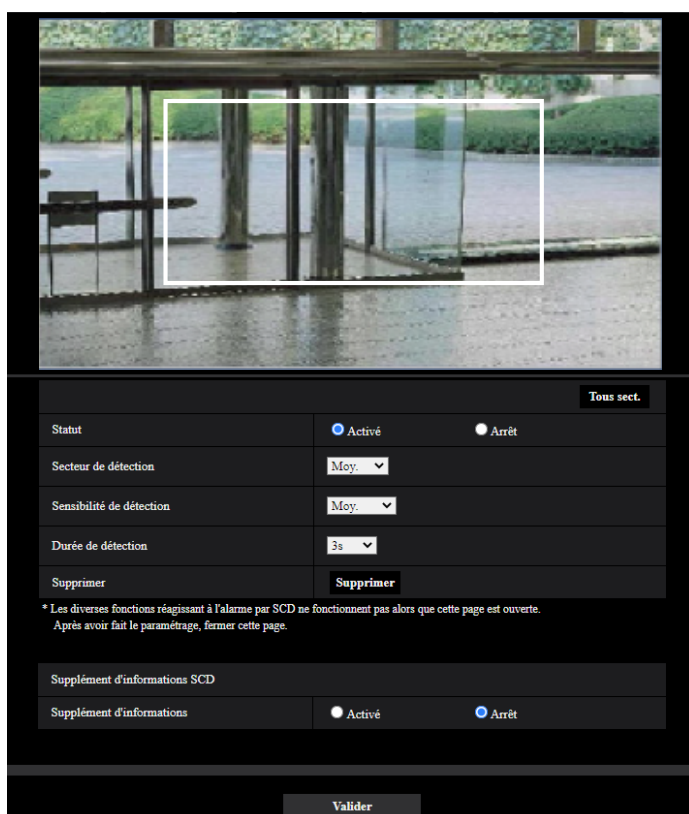 Tous sect.
Statut Activé Arrêt
Secteur de détection Moy.
Sensibilité de détection Moy.
Durée de détection 3s
Supprimer Supprimer
* Les diverses fonctions réagissant à l'alarme par SCD ne fonctionnent pas alors que cette page est ouverte.
Après avoir fait le paramétrage, fermer cette page.
Supplément d'informations SCD
Supplément d'informations Activé Arrêt
Valider